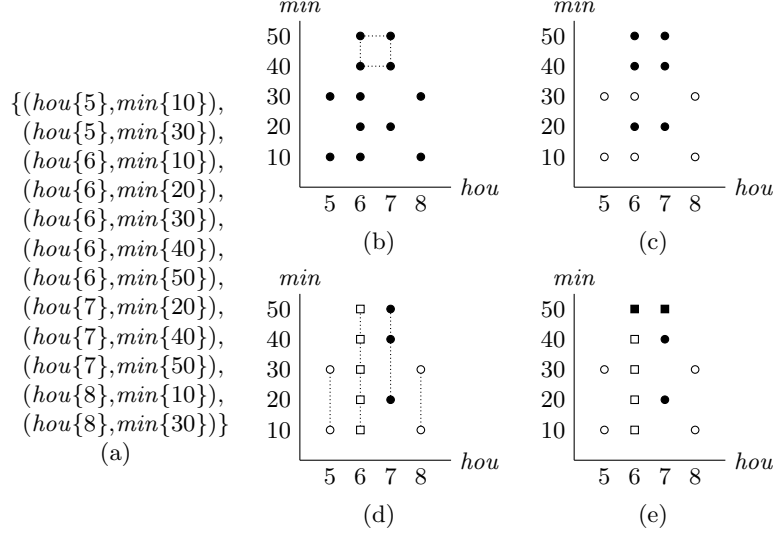 {(hou{5},min{10}),
(hou{5},min{30}),
(hou{6},min{10}),
(hou{6},min{20}),
(hou{6},min{30}),
(hou{6},min{40}),
(hou{6},min{50}),
(hou{7},min{20}),
(hou{7},min{40}),
(hou{7},min{50}),
(hou{8},min{10}),
(hou{8},min{30})}
(a)
min
50
40
30
20
10
hou
5 6 7 8
(b)
min
50
40
30
20
10
hou
5 6 7 8
(c)
min
50
40
30
20
10
hou
5 6 7 8
(d)
min
50
40
30
20
10
hou
5 6 7 8
(e)